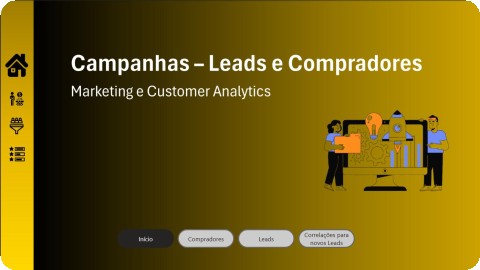 Campanhas – Leads e Compradores
Marketing e Customer Analytics
Início
Compradores
Leads
Correlações para
novos Leads